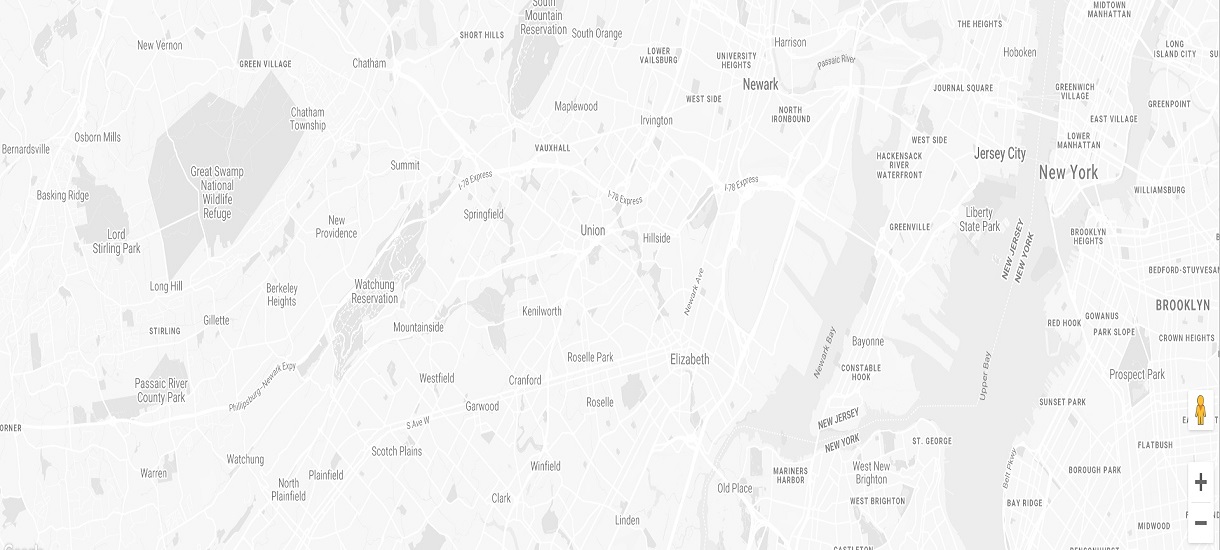 MIDTOWN
MANHATTAN
South
Mountain
Reservation
THE HEIGHTS
SHORT HILLS
South Orange
Harrison
New Vernon
LONG
ISLAND CITY
LOWER
VAILSBURG
UNIVERSITY
HEIGHTS
Hoboken
GREEN VILLAGE
Chatham
Passaic River
Newark
JOURNAL SQUARE
GREENWICH
VILLAGE
WEST SIDE
GREENPOINT
Maplewood
Chatham
Township
NORTH
IRONBOUND
Irvington
EAST VILLAGE
Osborn Mills
WEST SIDE
LOWER
MANHATTAN
Bernardsville
VAUXHALL
Jersey City
Summit
HACKENSACK
RIVER
WATERFRONT
New York
Great Swamp
National
Wildlife
Refuge
I-78 Express
I-78 Express
I-78 Express
WILLIAMSBURG
Basking Ridge
Springfield
Liberty
State Park
New
Providence
GREENVILLE
Union
Hillside
Lord
Stirling Park
BROOKLYN
HEIGHTS
NEW JERSEY
NEW YORK
BEDFORD-STUYVESAN
Long Hill
Newark Ave
Berkeley
Heights
Watchung
Reservation
BROOKLYN
Kenilworth
GOWANUS
Gillette
RED HOOK
Mountainside
STIRLING
PARK SLOPE
CROWN HEIGHTS
Bayonne
Newark Bay
Roselle Park
Elizabeth
Upper Bay
CONSTABLE
HOOK
Prospect Park
Westfield
Cranford
Passaic River
County Park
Phillipsburg–Newark Expy
Roselle
SUNSET PARK
Garwood
NEW JERSEY
NEW YORK
S Ave W
ORNER
ST. GEORGE
FLATBUSH
Scotch Plains
Watchung
Winfield
Belt Pkwy
BOROUGH PARK
Warren
Plainfield
MARINERS
HARBOR
West New
Brighton
North
Plainfield
Old Place
Clark
WEST BRIGHTON
BAY RIDGE
Linden
MIDWOOD
CASTLETON
BENSONHURST
Google